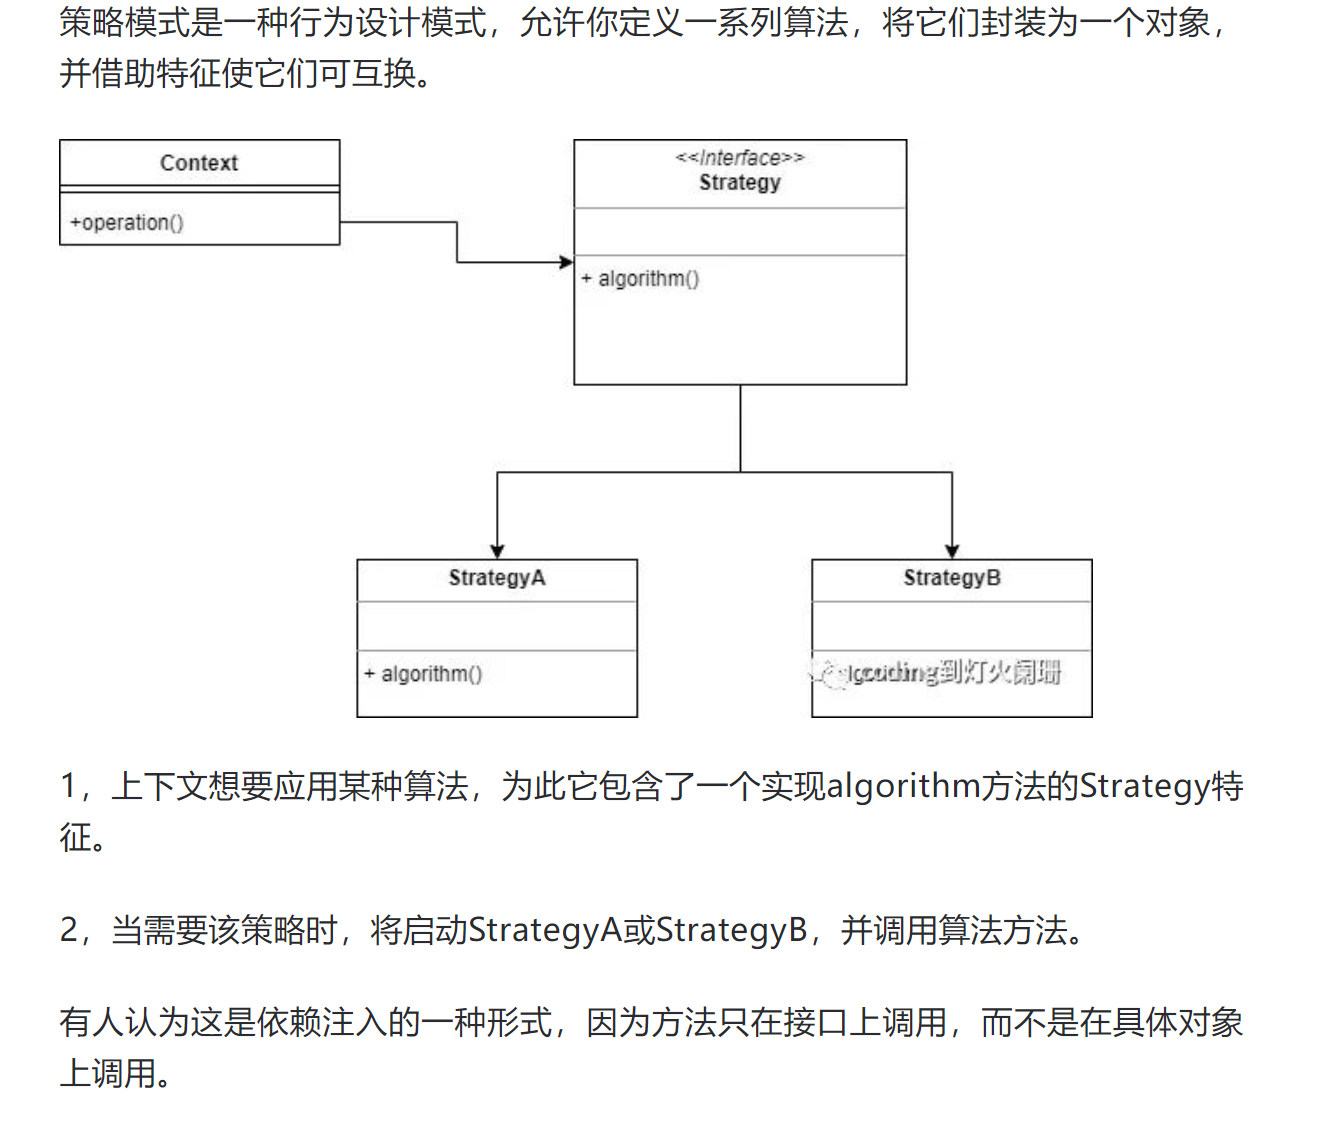 策略模式是一种行为设计模式，允许你定义一系列算法，将它们封装为一个对象，
并借助特征使它们可互换。
Context
+operation()
<<Interface>>
Strategy
+ algorithm()
StrategyA
+ algorithm()
StrategyB
到灯火阑珊
1，上下文想要应用某种算法，为此它包含了一个实现algorithm方法的Strategy特
征。
2，当需要该策略时，将启动StrategyA或StrategyB，并调用算法方法。
有人认为这是依赖注入的一种形式，因为方法只在接口上调用，而不是在具体对象
上调用。